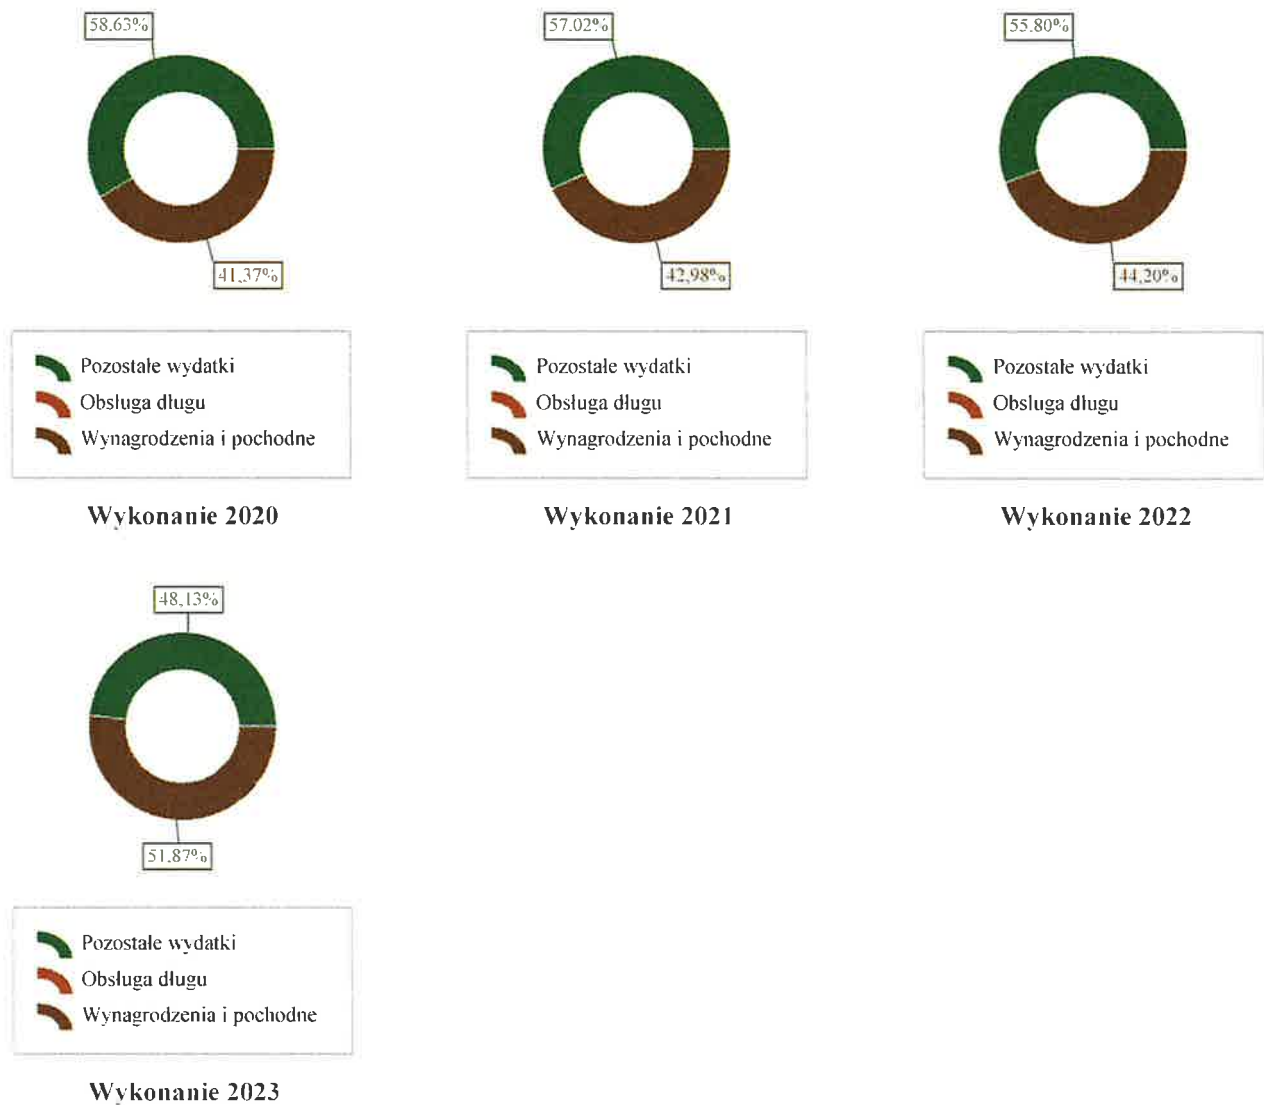 58.63%
41,37%
Pozostałe wydatki
Obsługa długu
Wynagrodzenia i pochodne
Wykonanie 2020
57.02%
42,98%
Pozostałe wydatki
Obsługa długu
Wynagrodzenia i pochodne
Wykonanie 2021
55.80%
44,20%
Pozostałe wydatki
Obsługa długu
Wynagrodzenia i pochodne
Wykonanie 2022
48,13%
51,87%
Pozostałe wydatki
Obsługa długu
Wynagrodzenia i pochodne
Wykonanie 2023